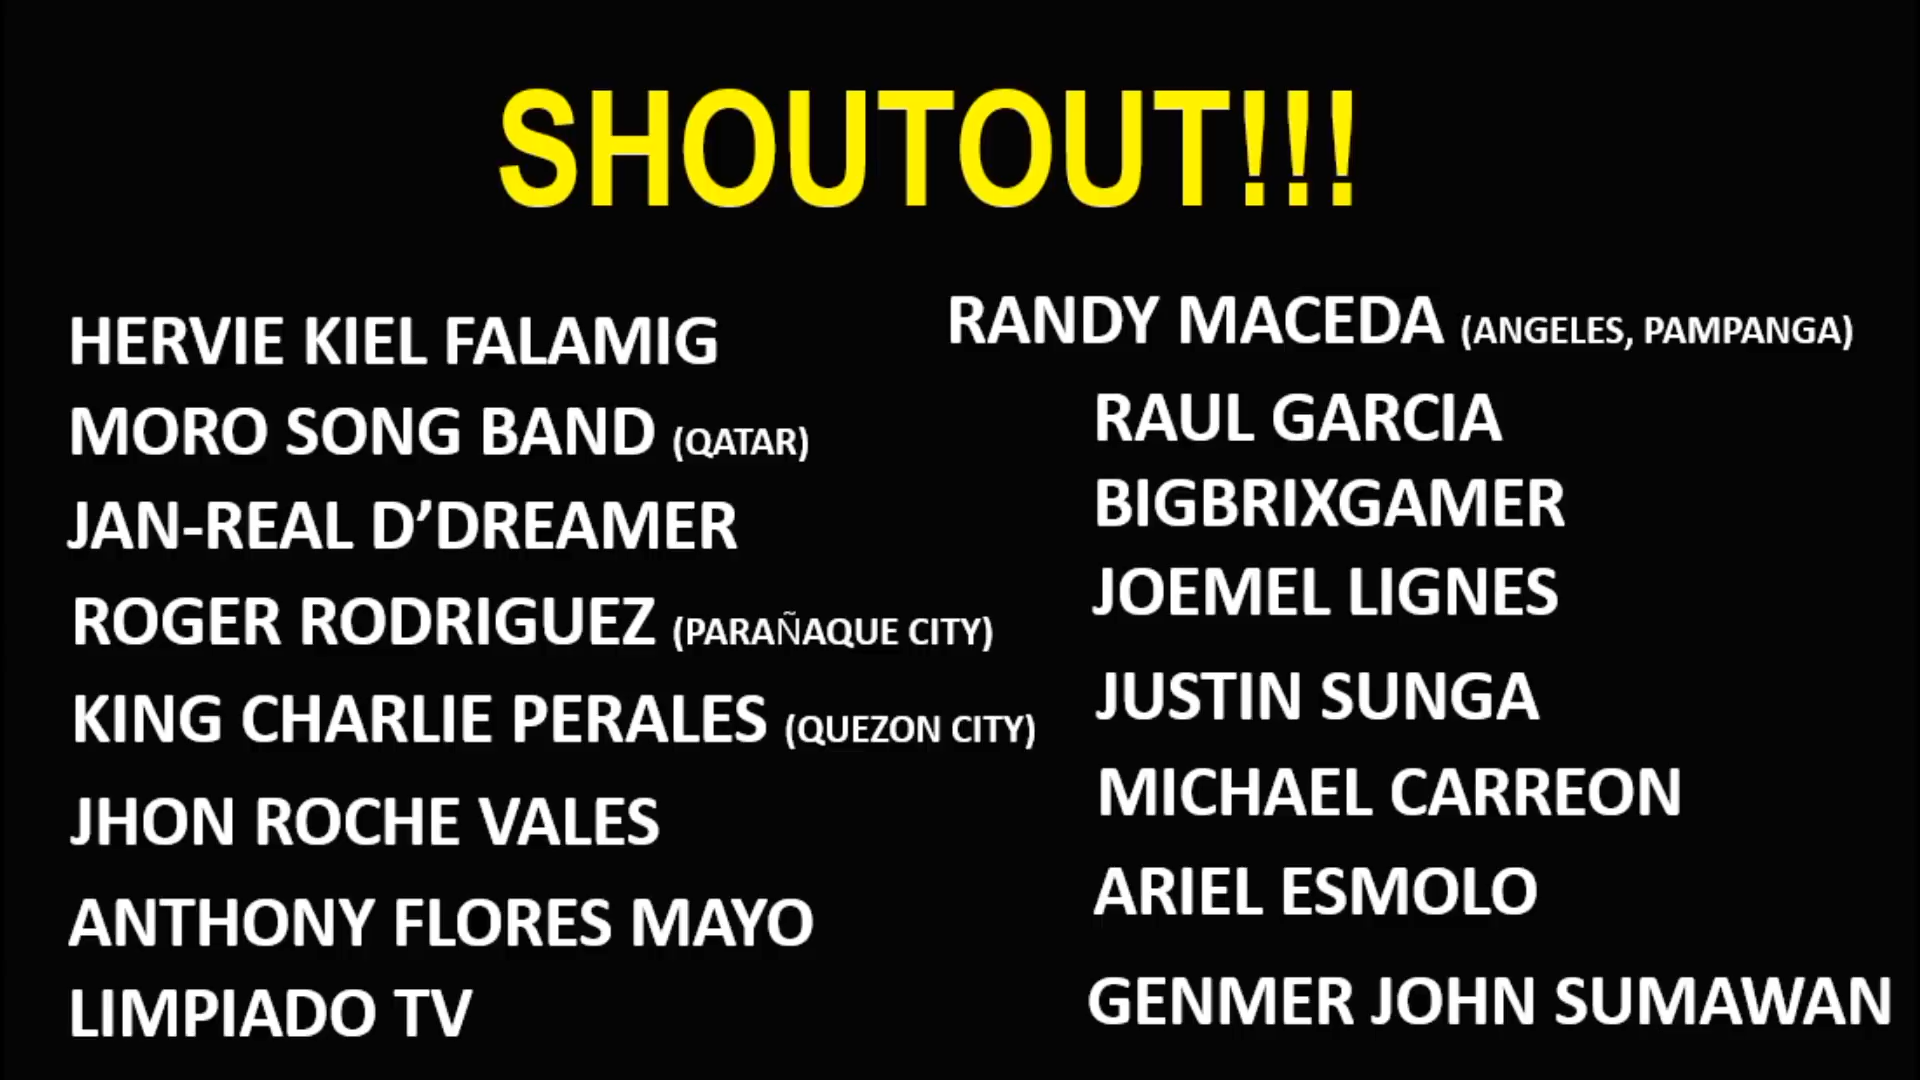 SHOUTOUT!!!
HERVIE KIEL FALAMIG
MORO SONG BAND (QATAR)
JAN-REAL D’DREAMER
ROGER RODRIGUEZ (PARAÑAQUE CITY)
KING CHARLIE PERALES (QUEZON CITY)
JHON ROCHE VALES
ANTHONY FLORES MAYO
LIMPIADO TV
RANDY MACEDA (ANGELES, PAMPANGA)
RAUL GARCIA
BIGBRIXGAMER
JOEMEL LIGNES
JUSTIN SUNGA
MICHAEL CARREON
ARIEL ESMOLO
GENMER JOHN SUMAWAN